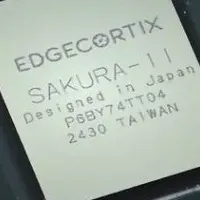 EDGECORTIX
SAKURA-II
Designed in Japan
P6BY74TT04
2430 TAIWAN